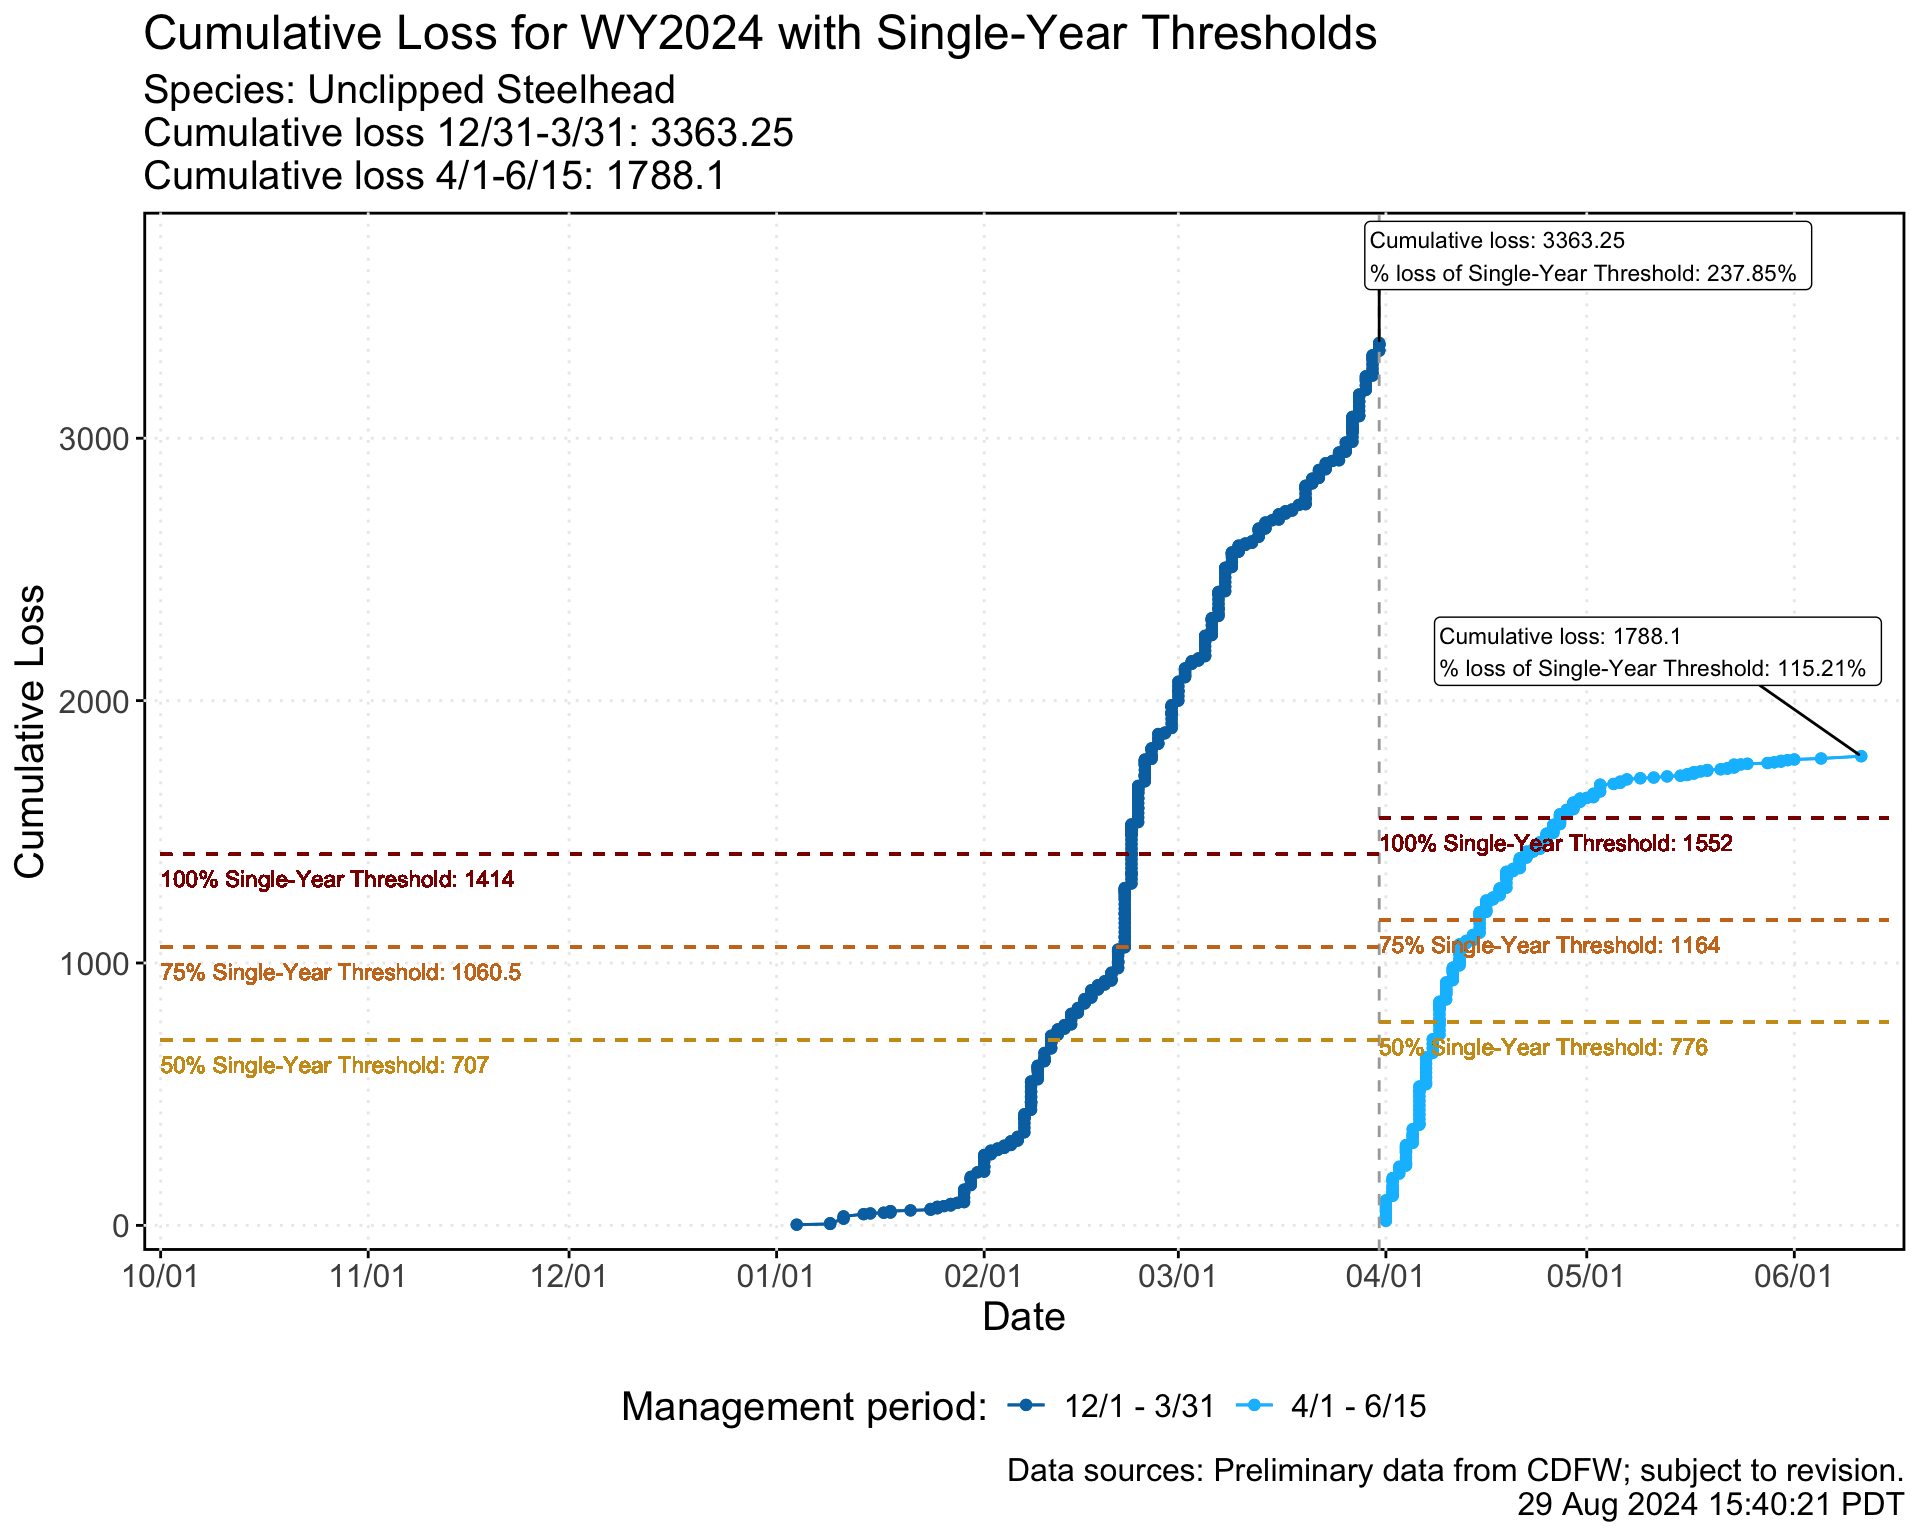 Cumulative Loss for WY2024 with Single-Year Thresholds
Species: Unclipped Steelhead
Cumulative loss 12/31-3/31: 3363.25
Cumulative loss 4/1-6/15: 1788.1
Cumulative loss: 3363.25
% loss of Single-Year Threshold: 237.85%
Cumulative loss: 1788.1
% loss of Single-Year Threshold: 115.21%
Cumulative Loss
3000
2000
1000
0
100% Single-Year Threshold: 1414
75% Single-Year Threshold: 1060.5
50% Single-Year Threshold: 707
100% Single-Year Threshold: 1552
75% Single-Year Threshold: 1164
50% Single-Year Threshold: 776
10/01 11/01 12/01 01/01 02/01 03/01 04/01 05/01 06/01
Date
Management period: 12/1 - 3/31 4/1 - 6/15
Data sources: Preliminary data from CDFW; subject to revision.
29 Aug 2024 15:40:21 PDT